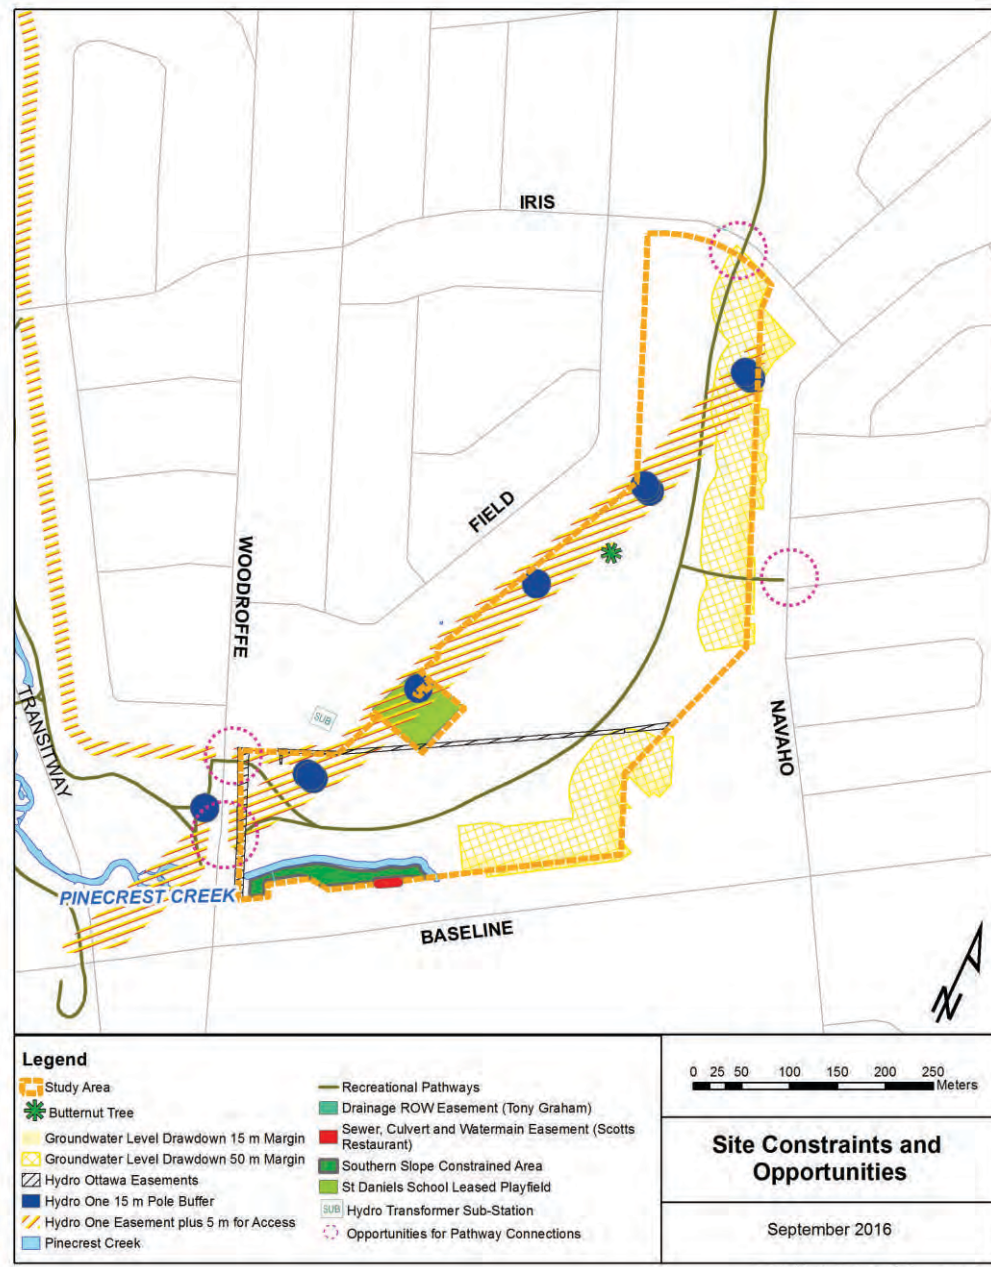 IRIS
FIELD
WOODROFFE
SUB
TRANSITWAY
NAVAHO
PINECREST CREEK
BASELINE
N
Legend
Study Area
Butternut Tree
Groundwater Level Drawdown 15 m Margin
Groundwater Level Drawdown 50 m Margin
Hydro Ottawa Easements
Hydro One 15 m Pole Buffer
Hydro One Easement plus 5 m for Access
Pinecrest Creek
Recreational Pathways
Drainage ROW Easement (Tony Graham)
Sewer, Culvert and Watermain Easement (Scotts
Restaurant)
Southern Slope Constrained Area
St Daniels School Leased Playfield
SUB Hydro Transformer Sub-Station
Opportunities for Pathway Connections
0 25 50 100 150 200 250
Meters
Site Constraints and
Opportunities
September 2016